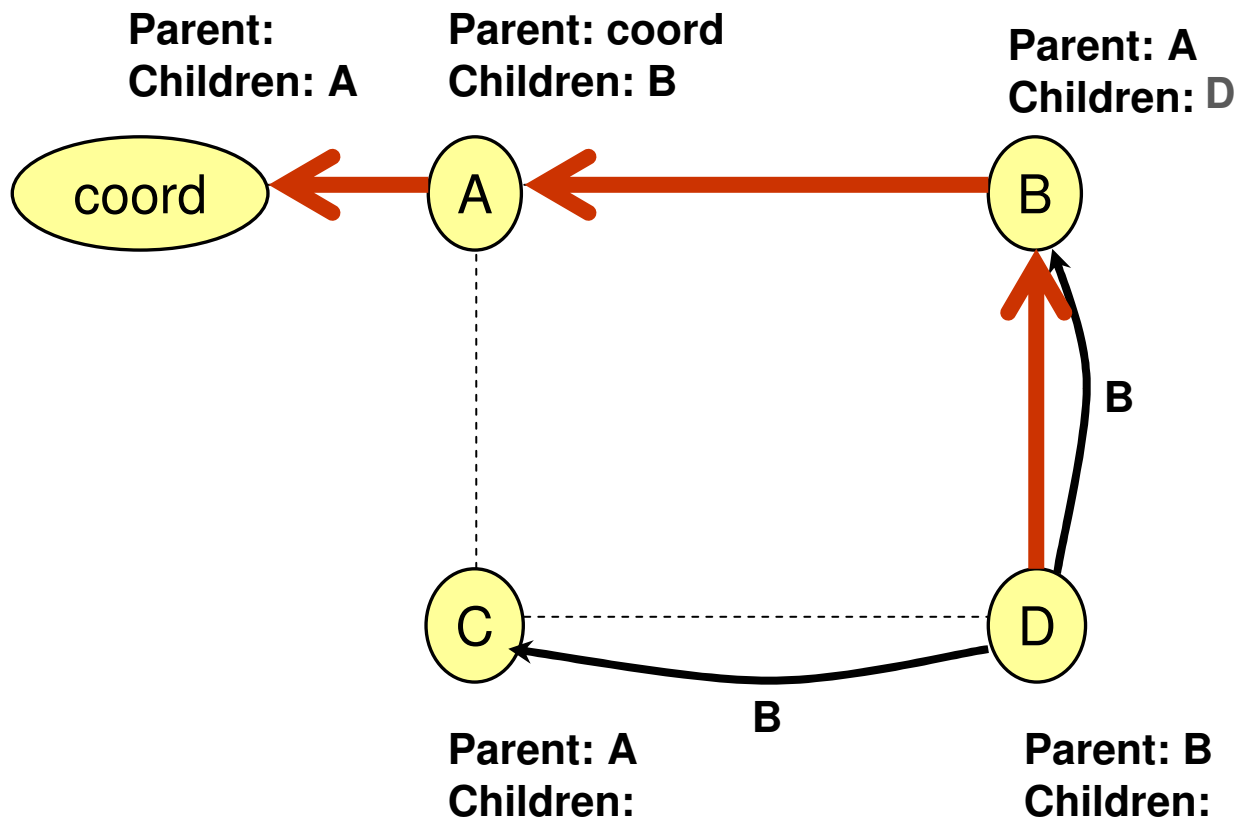 Parent:
Children: A
Parent: coord
Children: B
Parent: A
Children: D
coord
A
B
B
C
D
B
Parent: A
Children:
Parent: B
Children: